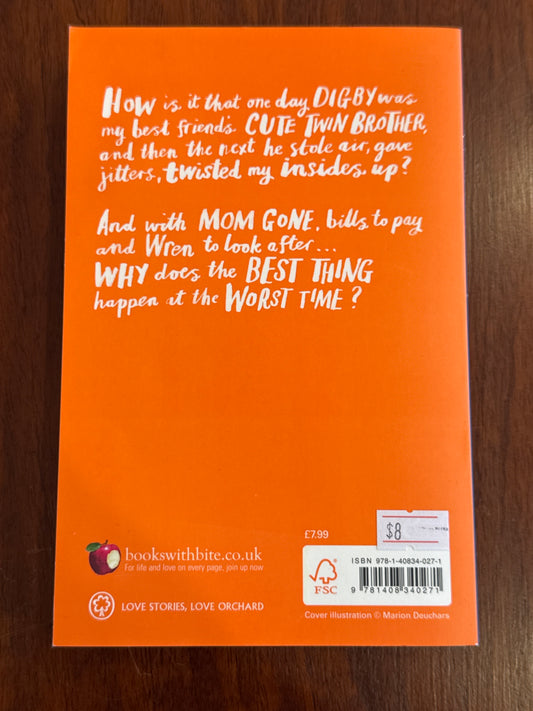 HOW is it that one day DIGBY was
my best friend's CUTE TWIN BROTHER,
and then the next he stole air, gave
jitters, twisted my insides up?
And with MOM GONE, bills to pay
and Wren to look after...
WHY does the BEST THING
happen at the WORST TIME?
£7.99
$8
bookswithbite.co.uk
For life and love on every page, join up now
LOVE STORIES, LOVE ORCHARD
FSC
ISBN 978-1-40834-027-1
9 781408 340271
Cover illustration © Marion Deuchars